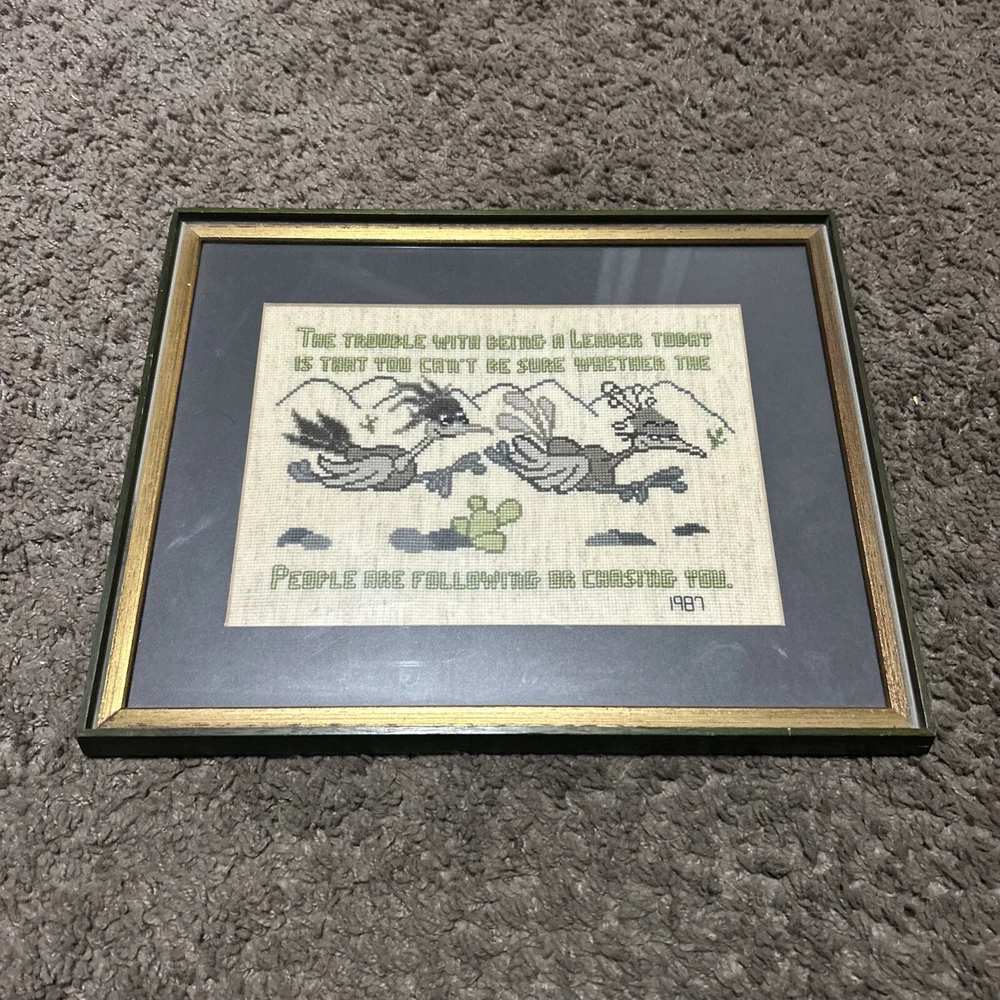 THE TROUBLE WITH BEING A LEADER TODAY
IS THAT YOU CAN'T BE SURE WHETHER THE
PEOPLE ARE FOLLOWING OR CHASING YOU.
1987